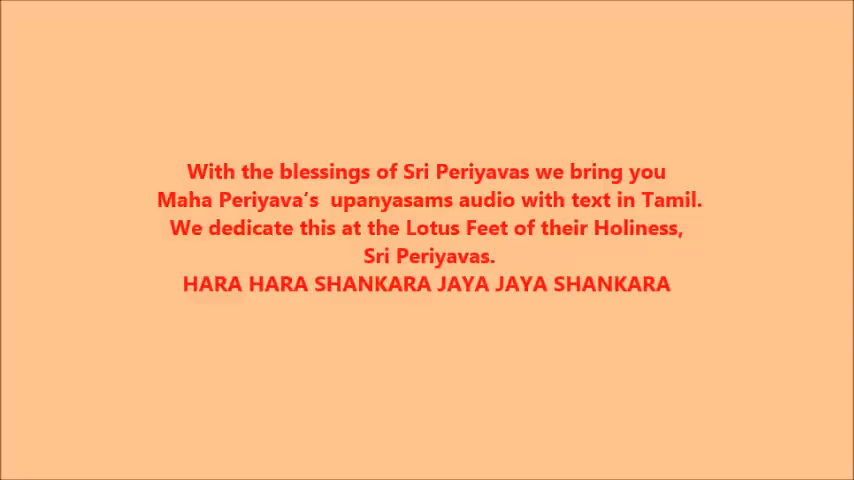 With the blessings of Sri Periyavas we bring you
Maha Periyava's  upanyasams audio with text in Tamil.
We dedicate this at the Lotus Feet of their Holiness,
Sri Periyavas.
HARA HARA SHANKARA JAYA JAYA SHANKARA